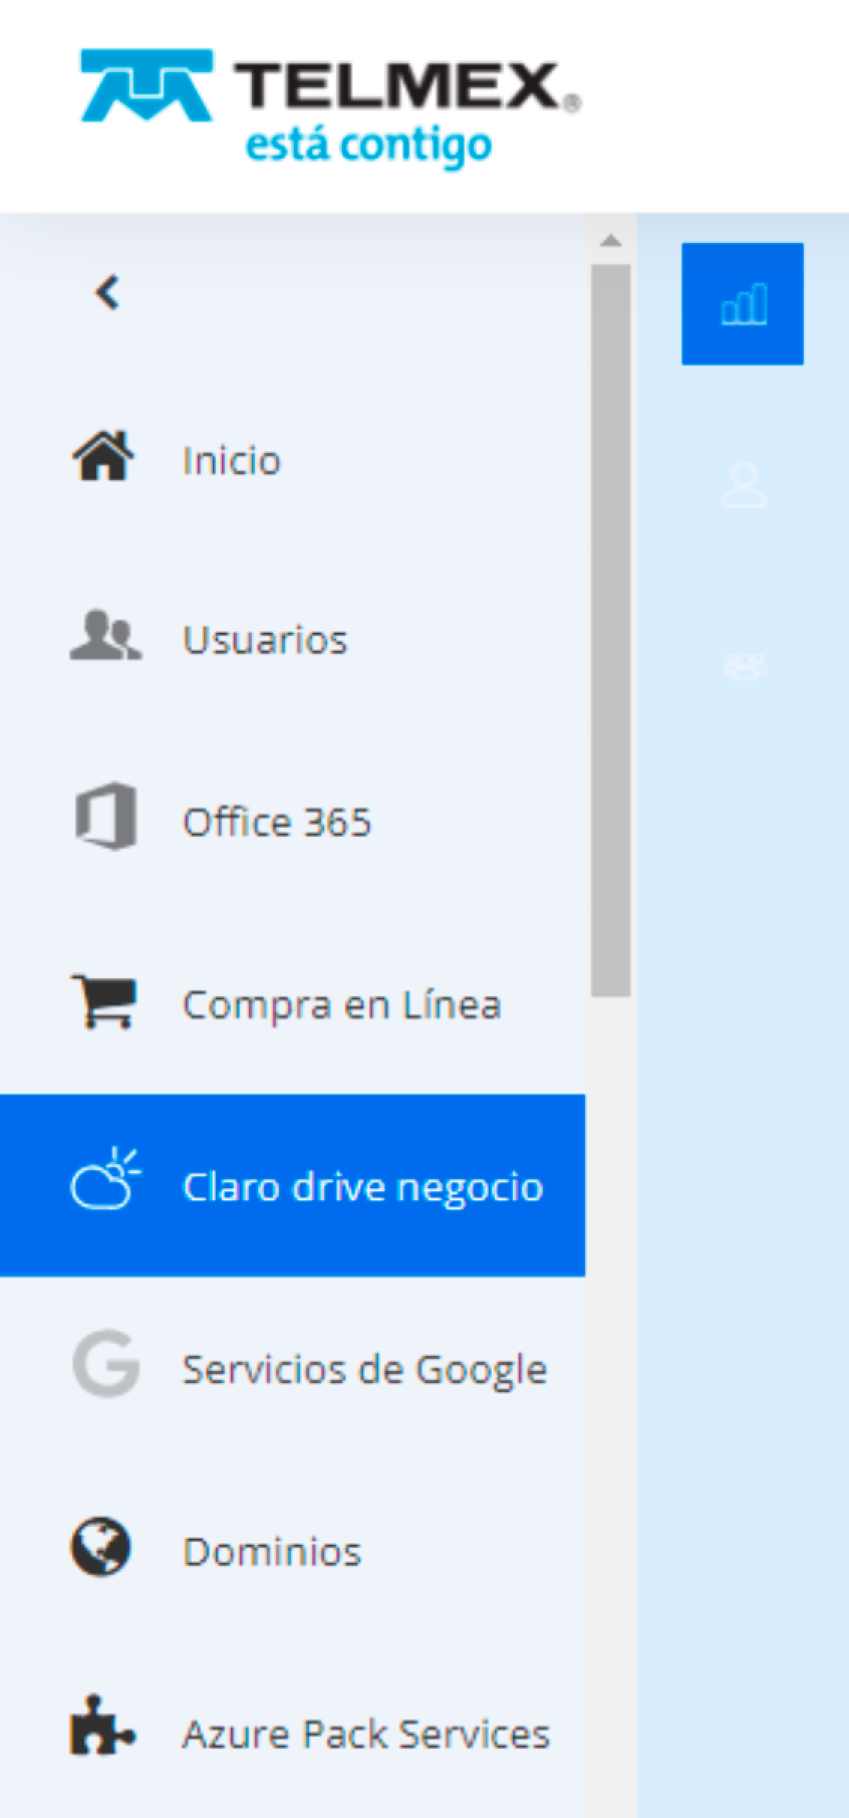 TELMEX®
está contigo
Inicio
Usuarios
Office 365
Compra en Línea
Claro drive negocio
Servicios de Google
Dominios
Azure Pack Services